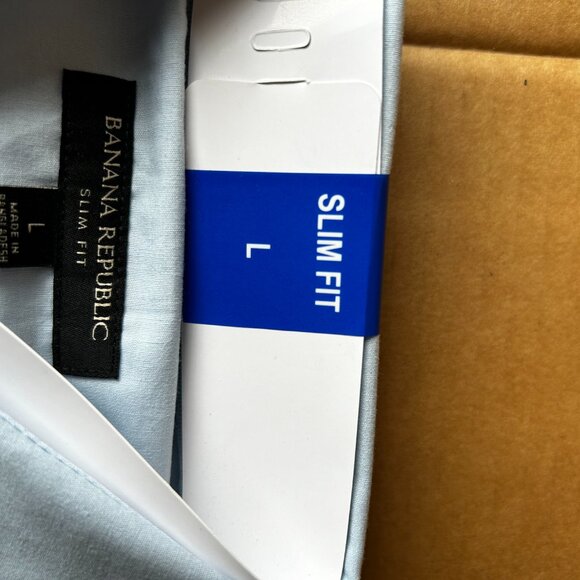 BANANA REPUBLIC
SLIM FIT
L
MADE IN
BANGLADESH
SLIM FIT
L